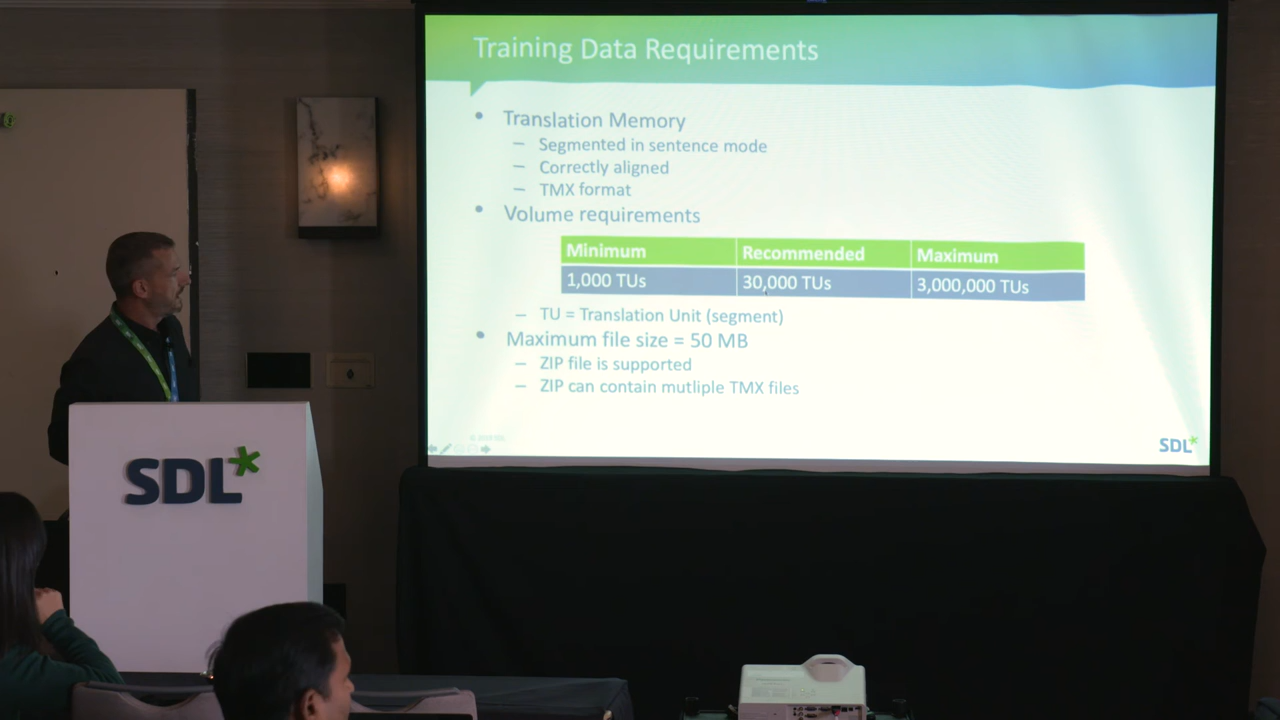 Training Data Requirements
• Translation Memory
– Segmented in sentence mode
– Correctly aligned
– TMX format
• Volume requirements
Minimum Recommended Maximum
1,000 TUs 30,000 TUs 3,000,000 TUs
– TU = Translation Unit (segment)
• Maximum file size = 50 MB
– ZIP file is supported
– ZIP can contain mutliple TMX files
SDL*
SDL*